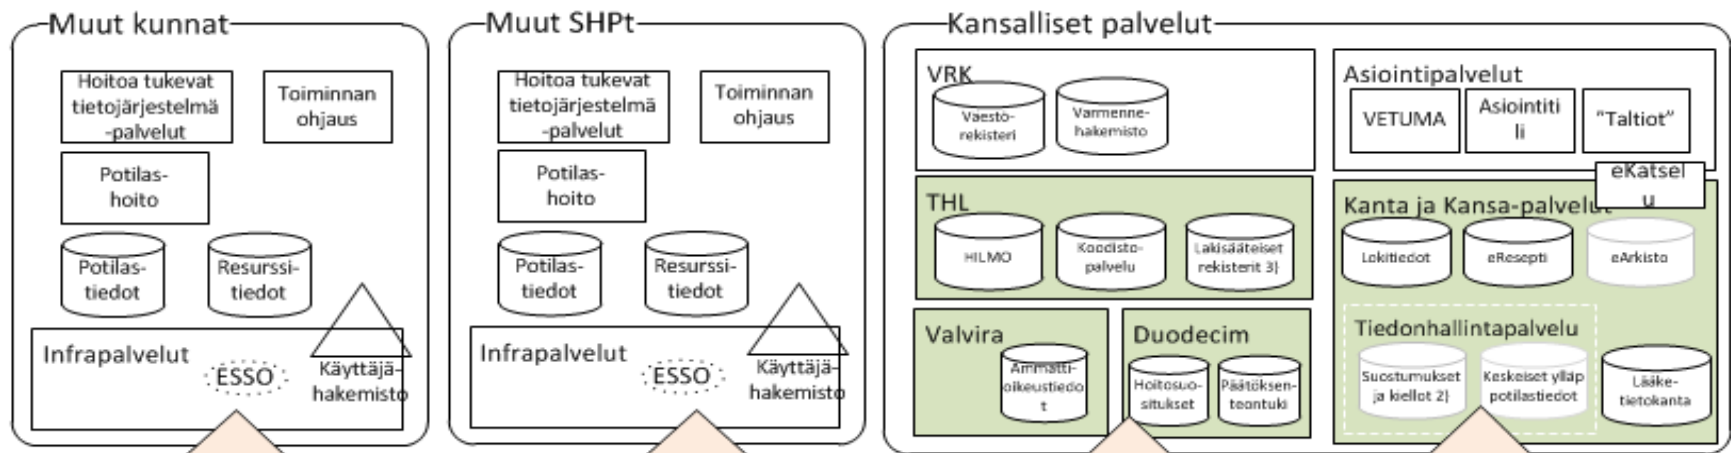 Muut kunnat
Hoitoa tukevat
tietojärjestelmä
-palvelut
Toiminnan
ohjaus
Potilas-
hoito
Potilas-
tiedot
Resurssi-
tiedot
Infrapalvelut
ESSO
Käyttäjä-
hakemisto
Muut SHPt
Hoitoa tukevat
tietojärjestelmä
-palvelut
Toiminnan
ohjaus
Potilas-
hoito
Potilas-
tiedot
Resurssi-
tiedot
Infrapalvelut
ESSO
Käyttäjä-
hakemisto
Kansalliset palvelut
VRK
Vaestö-
rekisteri
Varmenne-
hakemisto
Asiointipalvelut
VETUMA
Asiointiti
li
"Taltiot"
eKatsel
u
THL
HILMO
Koodisto-
palvelu
Lakisääteiset
rekisterit 3)
Kanta ja Kansa-palvelut
Lokitiedot
eResepti
eArkisto
Valvira
Ammatti-
oikeustiedo
t
Duodecim
Hoitosuo-
situkset
Päätöksen-
teontuki
Tiedonhallintapalvelu
Suostumukset
ja kiellot 2)
Keskeiset ylläp
potilastiedot
Lääke-
tietokanta